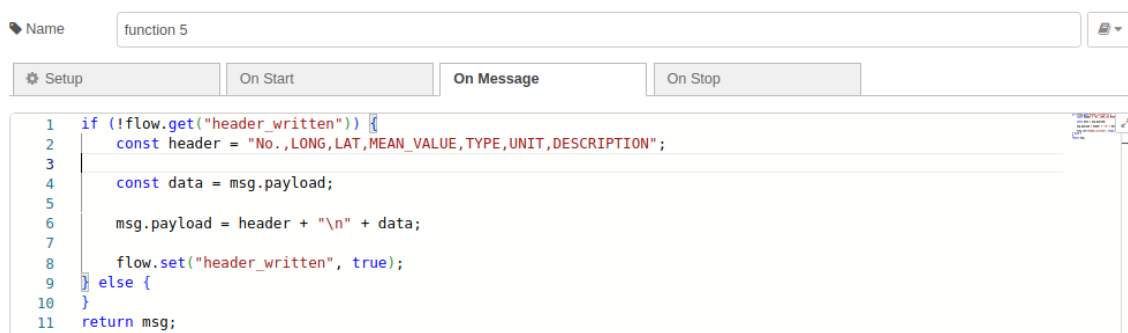 Name
function 5
Setup
On Start
On Message
On Stop
1 if (!flow.get("header_written")) {
2 const header = "No.,LONG,LAT,MEAN_VALUE,TYPE,UNIT,DESCRIPTION";
3
4 const data = msg.payload;
5
6 msg.payload = header + "\n" + data;
7
8 flow.set("header_written", true);
9 } else {
10 }
11 return msg;